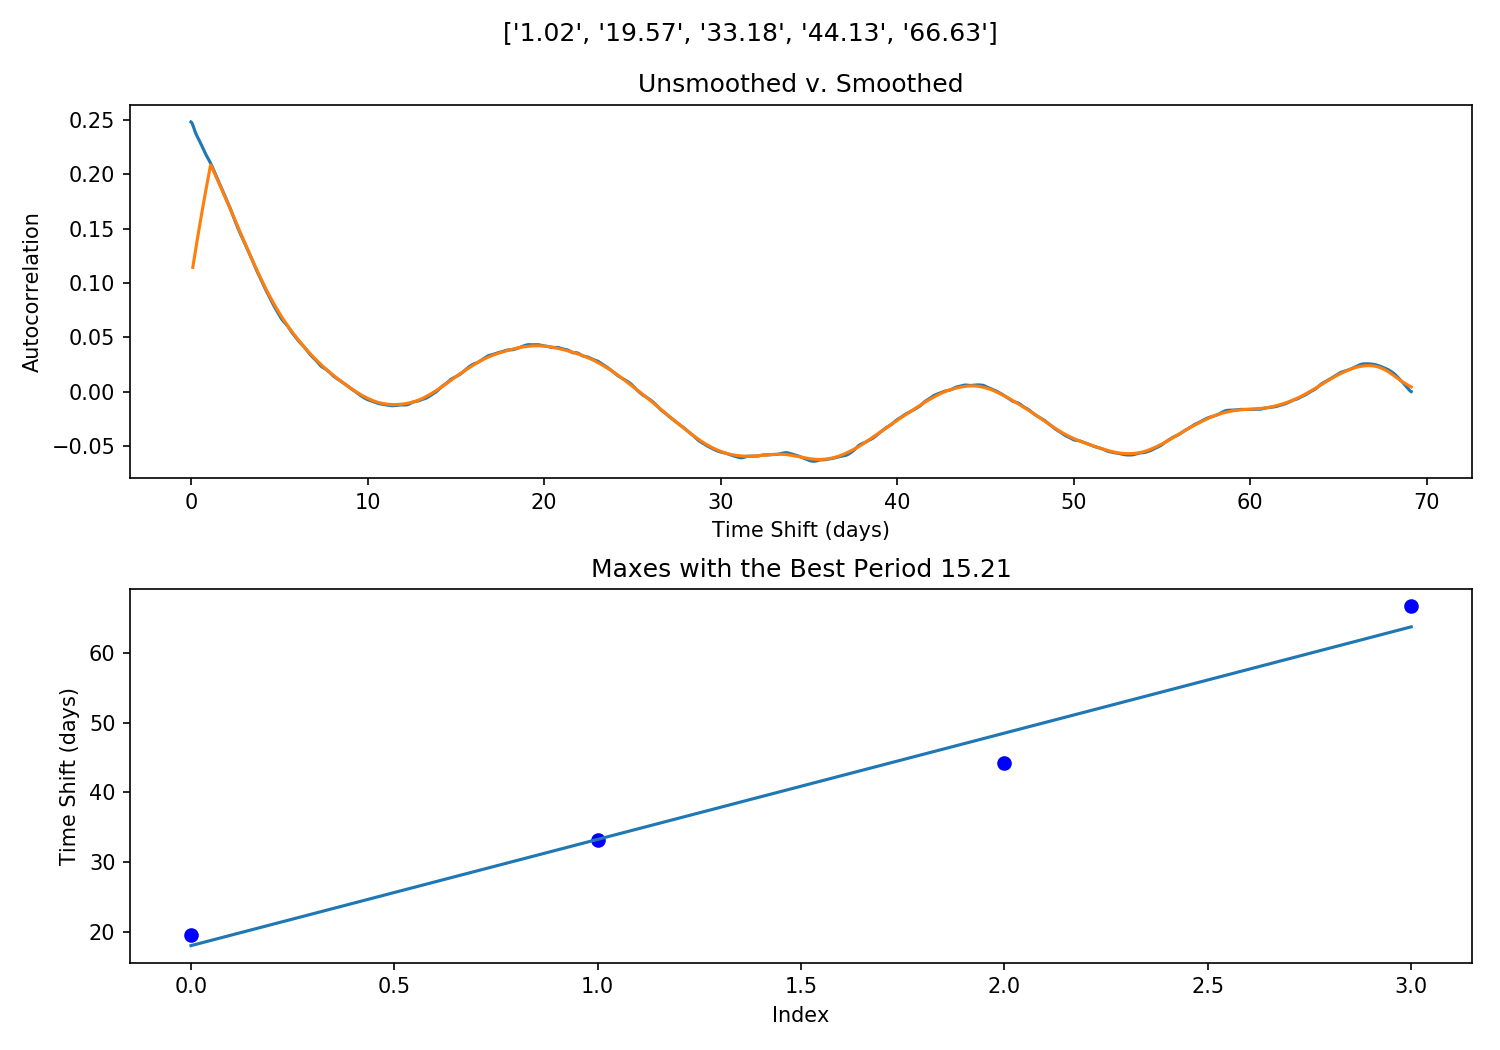 ['1.02', '19.57', '33.18', '44.13', '66.63']
Unsmoothed v. Smoothed
0.25
0.20
0.15
0.10
0.05
0.00
−0.05
Autocorrelation
0 10 20 30 40 50 60 70
Time Shift (days)
Maxes with the Best Period 15.21
60
50
40
30
20
Time Shift (days)
0.0 0.5 1.0 1.5 2.0 2.5 3.0
Index